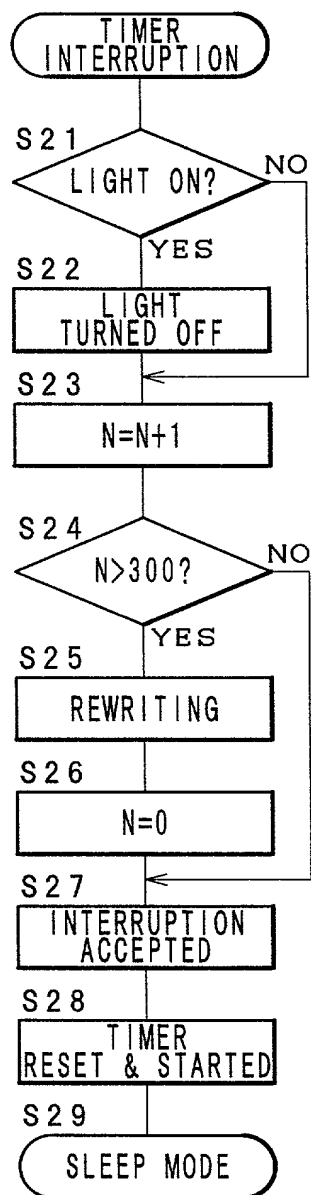 TIMER
INTERRUPTION
S21
LIGHT ON?
NO
YES
S22
LIGHT
TURNED OFF
S23
N=N+1
S24
N>300?
NO
YES
S25
REWRITING
S26
N=0
S27
INTERRUPTION
ACCEPTED
S28
TIMER
RESET & STARTED
S29
SLEEP MODE